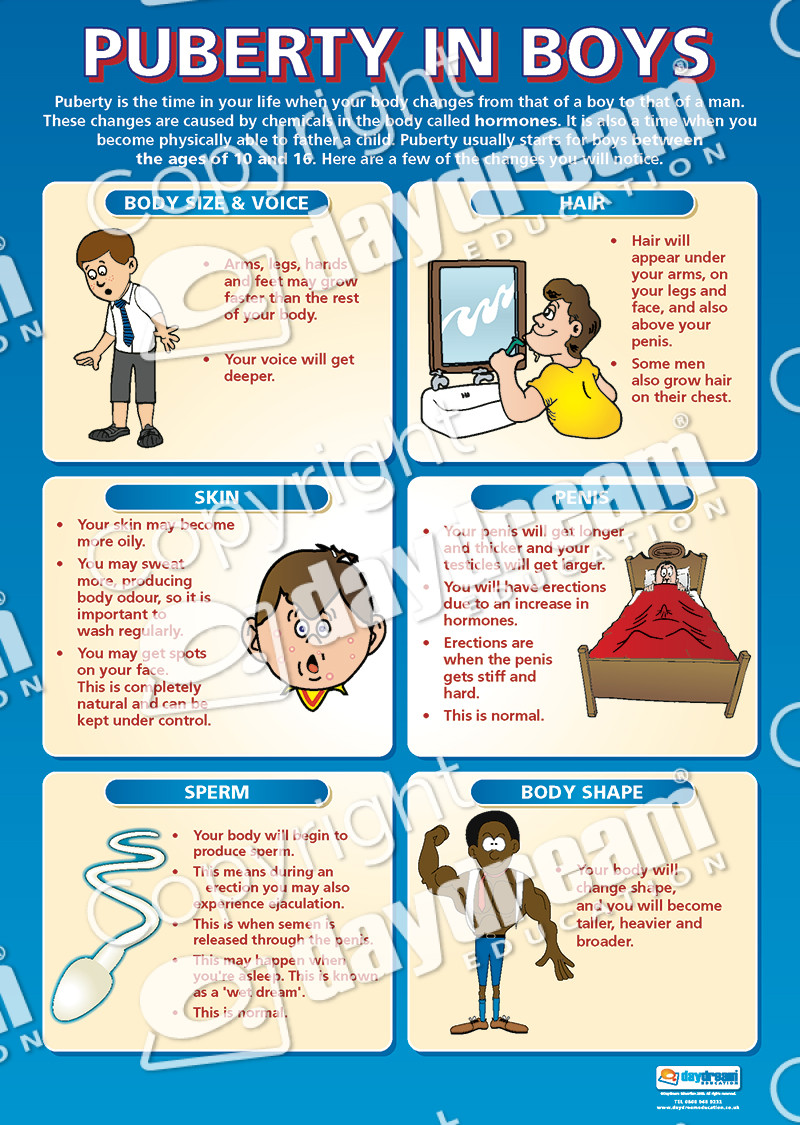 PUBERTY IN BOYS
Puberty is the time in your life when your body changes from that of a boy to that of a man.
These changes are caused by chemicals in the body called hormones. It is also a time when you
become physically able to father a child. Puberty usually starts for boys between
the ages of 10 and 16. Here are a few of the changes you will notice.
BODY SIZE & VOICE
• Arms, legs, hands
and feet may grow
faster than the rest
of your body.
• Your voice will get
deeper.
HAIR
• Hair will
appear under
your arms, on
your legs and
face, and also
above your
penis.
• Some men
also grow hair
on their chest.
SKIN
• Your skin may become
more oily.
• You may sweat
more, producing
body odour, so it is
important to
wash regularly.
• You may get spots
on your face.
This is completely
natural and can be
kept under control.
PENIS
• Your penis will get longer
and thicker and your
testicles will get larger.
• You will have erections
due to an increase in
hormones.
• Erections are
when the penis
gets stiff and
hard.
• This is normal.
SPERM
• Your body will begin to
produce sperm.
• This means during an
erection you may also
experience ejaculation.
• This is when semen is
released through the penis.
• This may happen when
you're asleep. This is known
as a 'wet dream'.
• This is normal.
BODY SHAPE
• Your body will
change shape,
and you will become
taller, heavier and
broader.
Copyright
daydream®
EDUCATION
Copyright
daydream®
EDUCATION
Copyright
daydream®
EDUCATION
daydream
EDUCATION
www.daydreameducation.co.uk